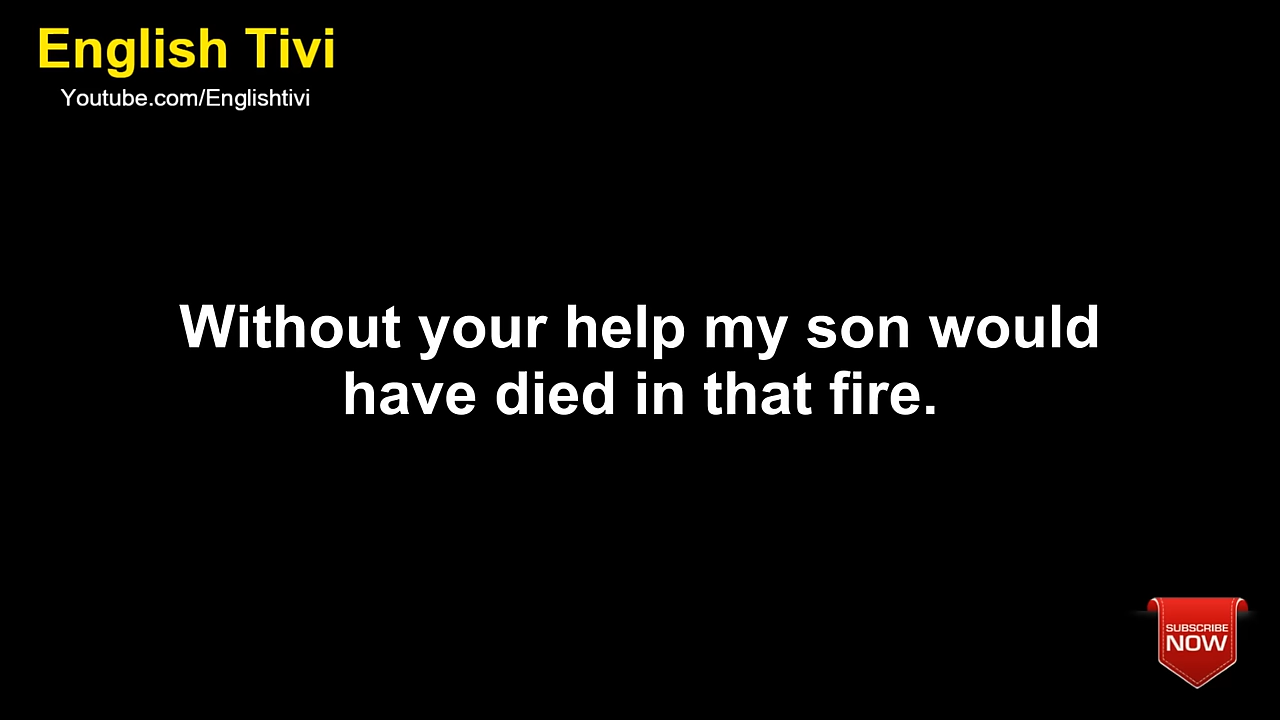 English Tivi
Youtube.com/Englishtivi
Without your help my son would
have died in that fire.
SUBSCRIBE
NOW